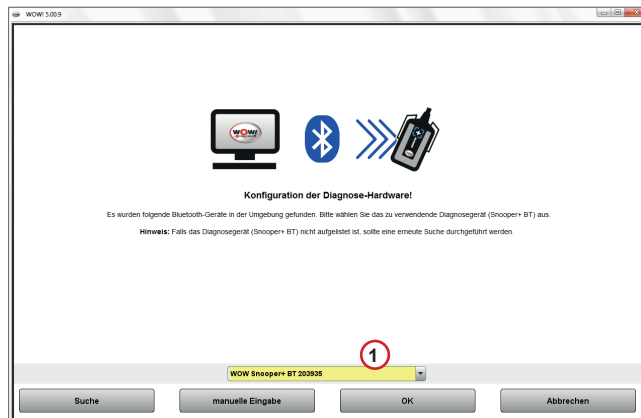 WOW! 5.00.9
WOW!
Konfiguration der Diagnose-Hardware!
Es wurden folgende Bluetooth-Geräte in der Umgebung gefunden. Bitte wählen Sie das zu verwendende Diagnosegerät (Snooper+ BT) aus.
Hinweis: Falls das Diagnosegerät (Snooper+ BT) nicht aufgelistet ist, sollte eine erneute Suche durchgeführt werden.
1
WOW Snooper+ BT 203935
Suche manuelle Eingabe OK Abbrechen